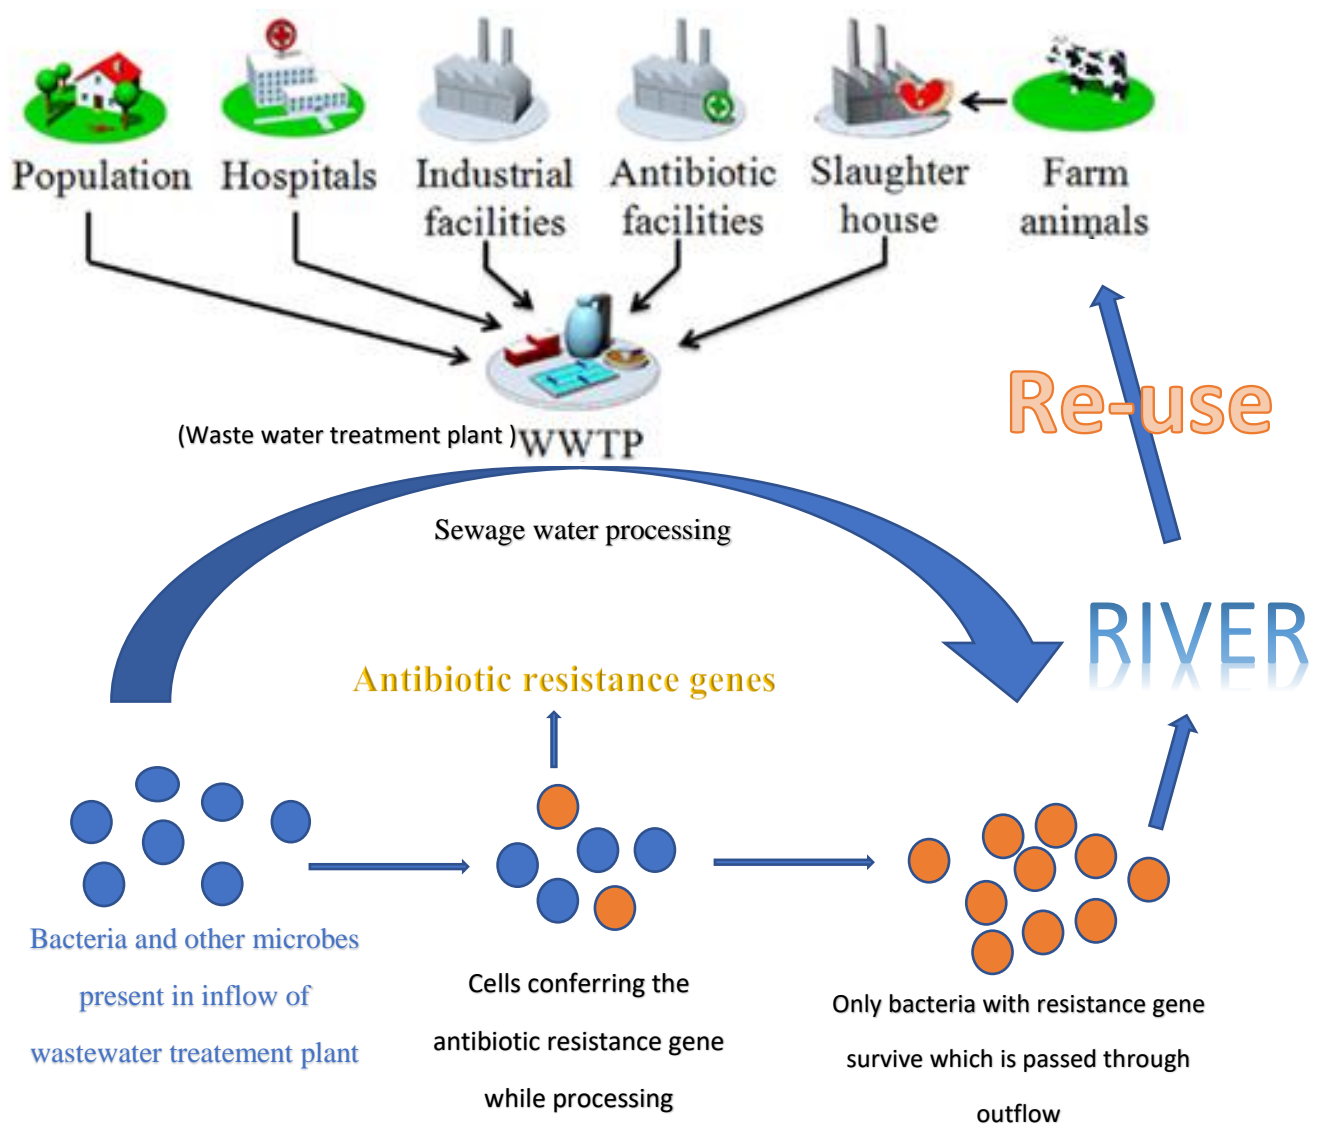 Population
Hospitals
Industrial
facilities
Antibiotic
facilities
Slaughter
house
Farm
animals
(Waste water treatment plant )
WWTP
Re-use
Sewage water processing
RIVER
Antibiotic resistance genes
Bacteria and other microbes
present in inflow of
wastewater treatement plant
Cells conferring the
antibiotic resistance gene
while processing
Only bacteria with resistance gene
survive which is passed through
outflow